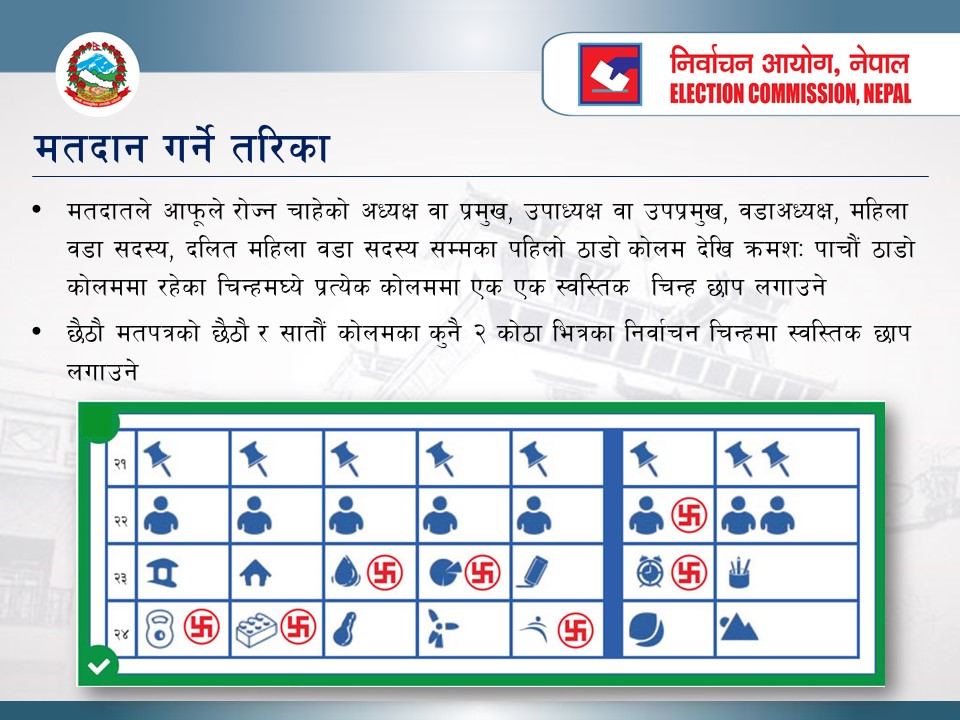 निर्वाचन आयोग, नेपाल
ELECTION COMMISSION, NEPAL
मतदान गर्ने तरिका
• मतदातले आफूले रोज्न चाहेको अध्यक्ष वा प्रमुख, उपाध्यक्ष वा उपप्रमुख, वडाअध्यक्ष, महिला
वडा सदस्य, दलित महिला वडा सदस्य सम्मका पहिलो ठाडो कोलम देखि क्रमशः पाचौं ठाडो
कोलममा रहेका चिन्हमध्ये प्रत्येक कोलममा एक एक स्वस्तिक चिन्ह छाप लगाउने
• छैठौ मतपत्रको छैठौ र सातौं कोलमका कुनै २ कोठा भित्रका निर्वाचन चिन्हमा स्वस्तिक छाप
लगाउने
२१
२२
२३
२४